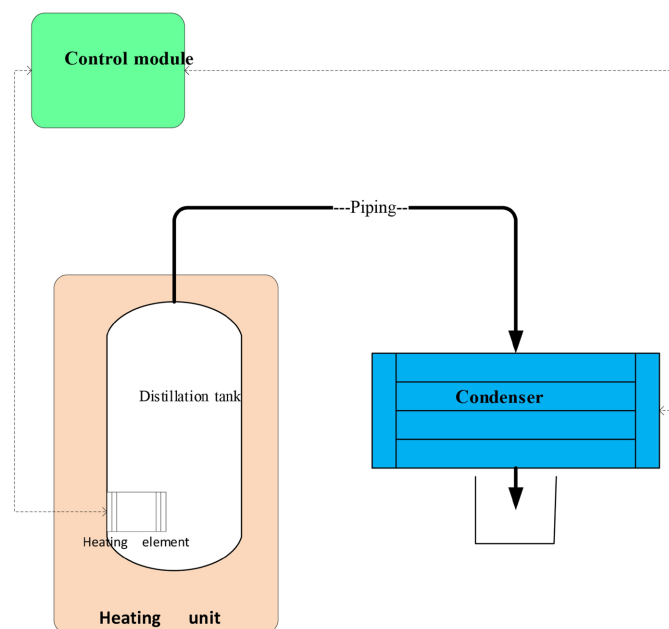 Control module
---Piping--
Distillation tank
Condenser
Heating element
Heating unit